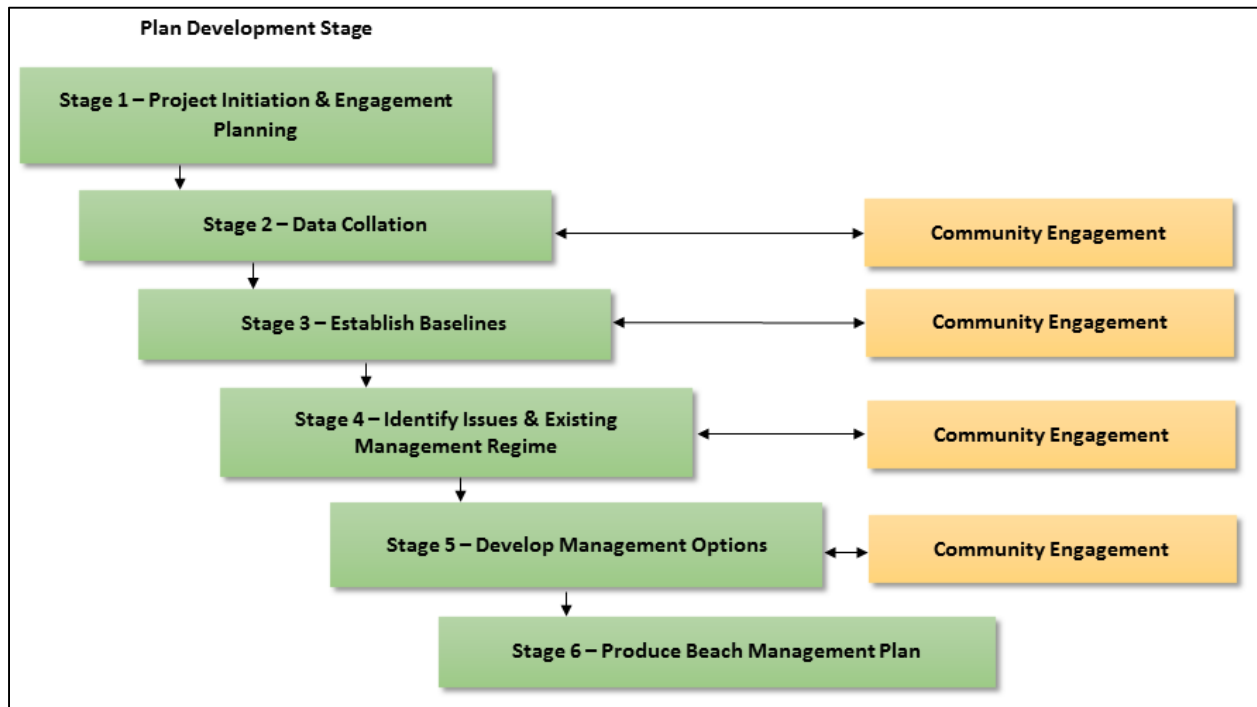 Plan Development Stage
Stage 1 – Project Initiation & Engagement
Planning
Stage 2 – Data Collation
Community Engagement
Stage 3 – Establish Baselines
Community Engagement
Stage 4 – Identify Issues & Existing
Management Regime
Community Engagement
Stage 5 – Develop Management Options
Community Engagement
Stage 6 – Produce Beach Management Plan